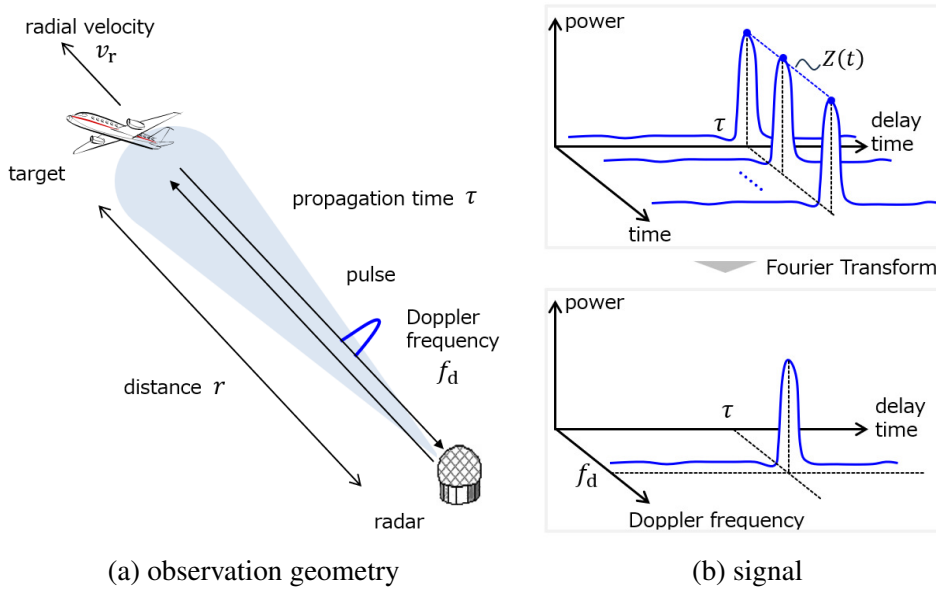 radial velocity
v_r
target
propagation time τ
pulse
Doppler
frequency
f_d
distance r
radar
(a) observation geometry
power
Z(t)
τ
delay
time
time
Fourier Transform
power
τ
delay
time
f_d
Doppler frequency
(b) signal